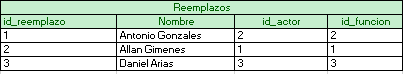 Reemplazos
id_reemplazo Nombre id_actor id_funcion
1 Antonio Gonzales 2 2
2 Allan Gimenes 1 1
3 Daniel Arias 3 3